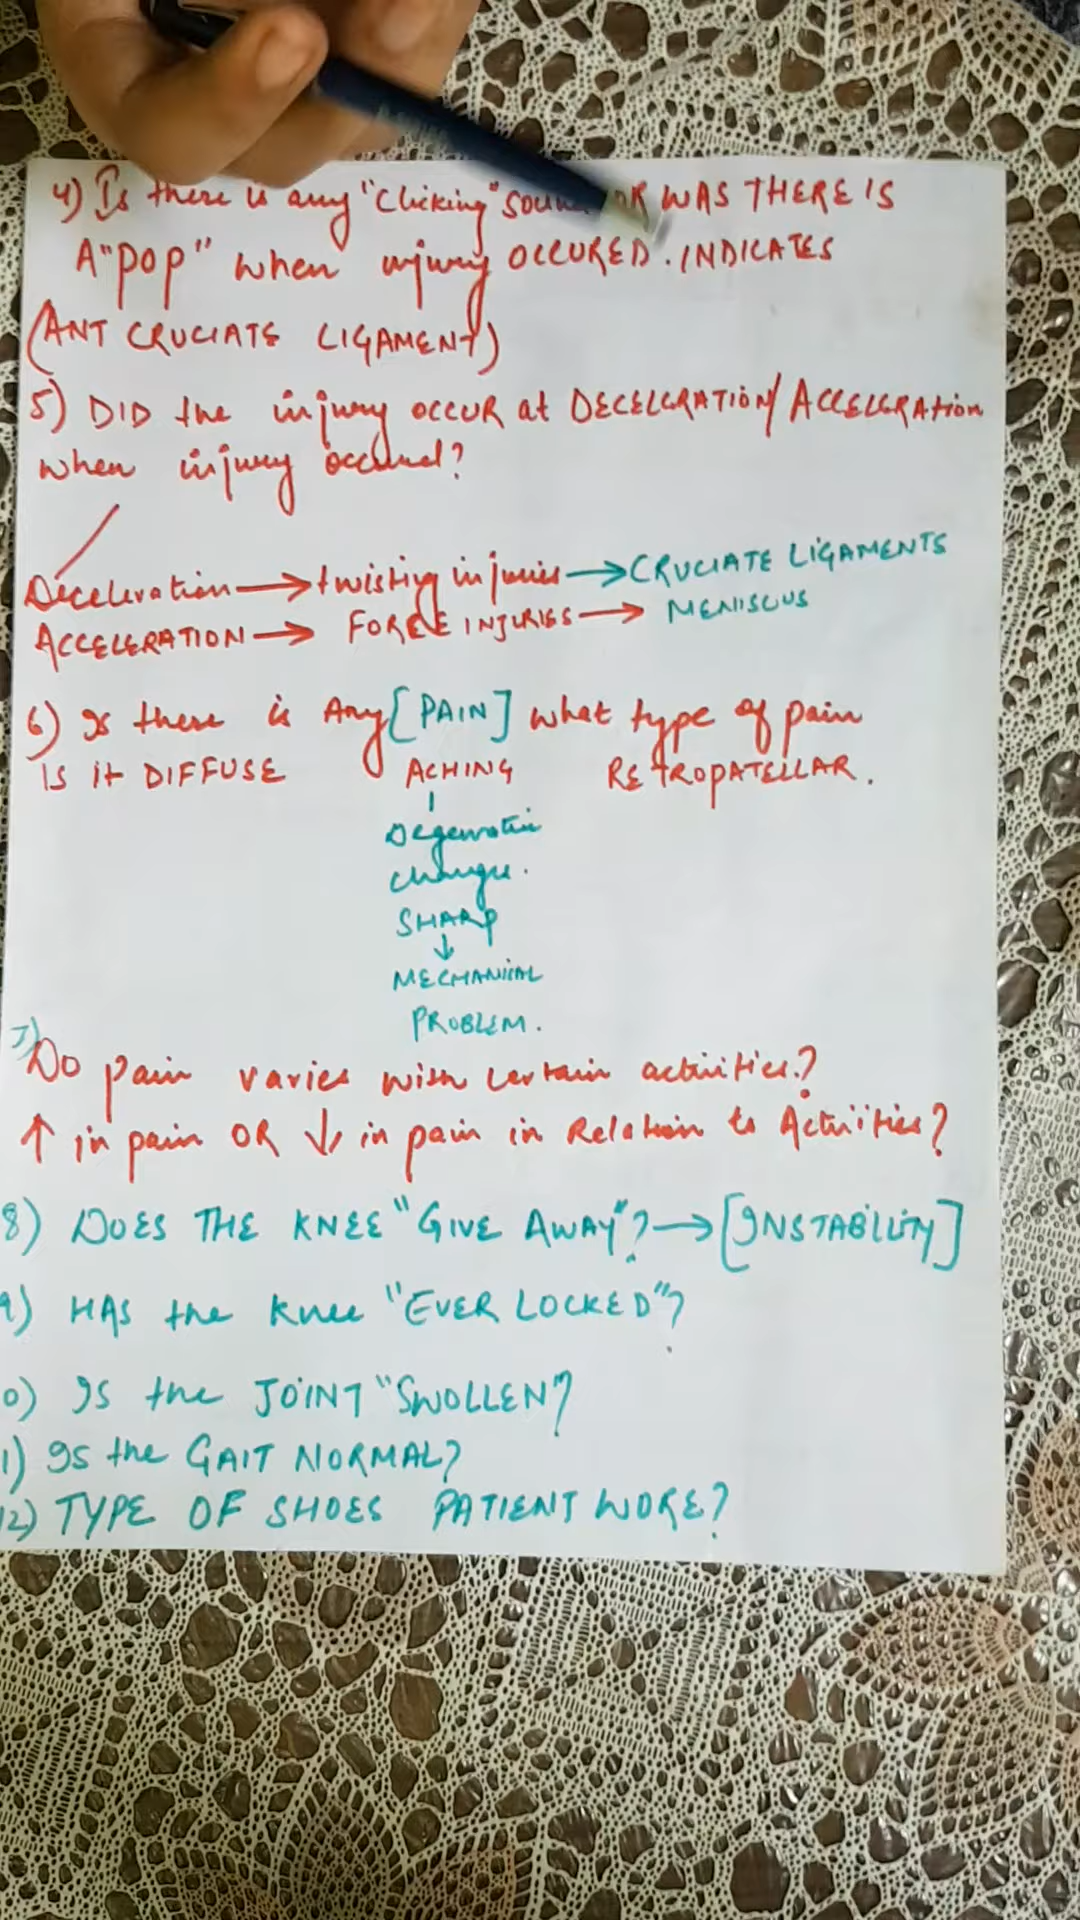 4) Is there is any "clicking" sound OR WAS THERE IS
A "POP" when injury OCCURED. INDICATES
(ANT CRUCIATE LIGAMENT)
5) DID the injury OCCUR at DECELERATION/ACCELERAtion
when injury occured?
Deceleration → twisting injuries → CRUCIATE LIGAMENTS
ACCELERATION → FORCE INJURIES → MENISCUS
6) Is there is Any [PAIN] what type of pain
Is it DIFFUSE ACHING RETROPATELLAR.
Degenratic
change.
SHARP
↓
MECHANICAL
PROBLEM.
7) Do pain varies with certain activities?
↑ in pain OR ↓ in pain in Relation to Activities?
8) DOES THE KNEE "GIVE AWAY"? → [INSTABILITY]
9) HAS the Knee "EVER LOCKED"?
0) Is the JOINT "SWOLLEN?
1) Is the GAIT NORMAL?
12) TYPE OF SHOES PATIENT WORE?